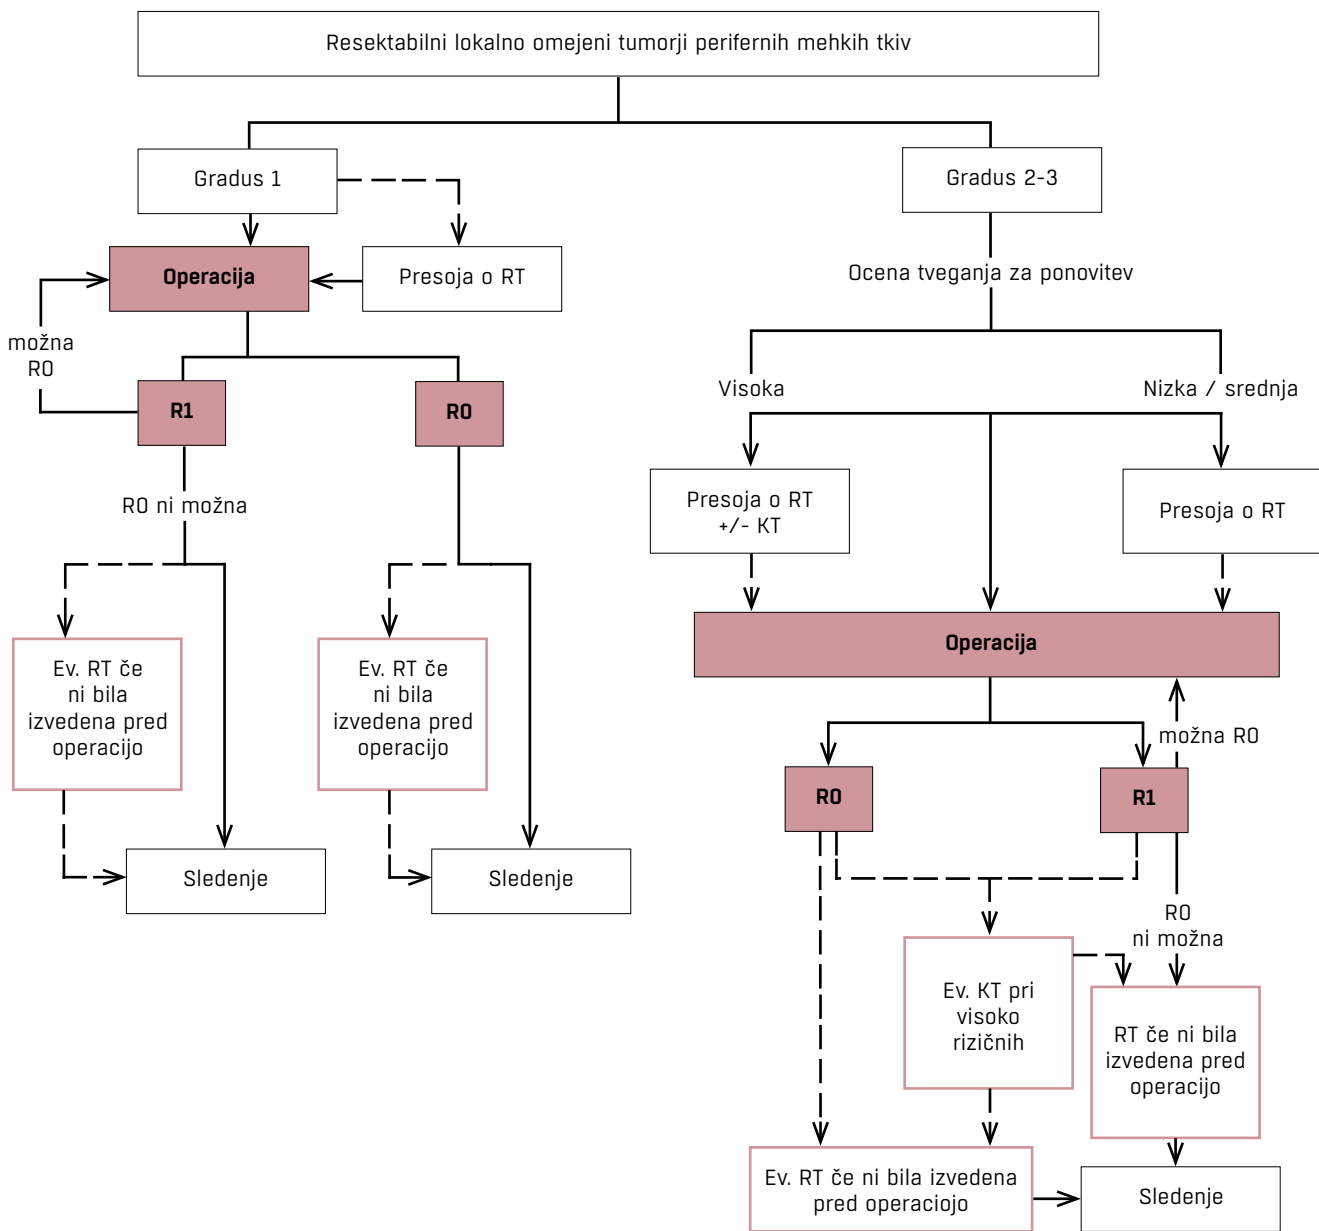 Resektabilni lokalno omejeni tumorji perifernih mehkih tkiv
Gradus 1
Gradus 2-3
Operacija
Presoja o RT
Ocena tveganja za ponovitev
možna
R0
R1
R0
Visoka
Nizka / srednja
R0 ni možna
Presoja o RT
+/- KT
Presoja o RT
Ev. RT če
ni bila
izvedena pred
operacijo
Ev. RT če
ni bila
izvedena pred
operacijo
Operacija
možna R0
R0
R1
Sledenje
Sledenje
R0
ni možna
Ev. KT pri
visoko
rizičnih
RT če ni bila
izvedena pred
operacijo
Ev. RT če ni bila izvedena
pred operaciojo
Sledenje